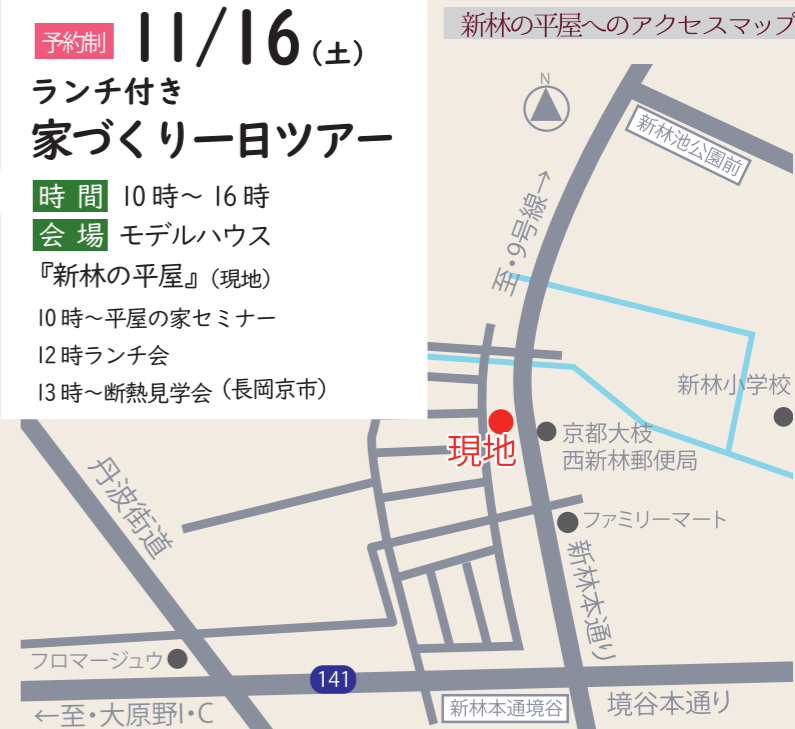 予約制 11/16(土)
ランチ付き
家づくり一日ツアー
時 間 10時～16時
会 場 モデルハウス
『新林の平屋』(現地)
10時～平屋の家セミナー
12時ランチ会
13時～断熱見学会(長岡京市)
新林の平屋へのアクセスマップ
N
新林池公園前
至・9号線→
新林小学校
現地
京都大枝
西新林郵便局
丹波街道
ファミリーマート
新林本通り
フロマージュウ
141
←至・大原野I・C
新林本通境谷
境谷本通り